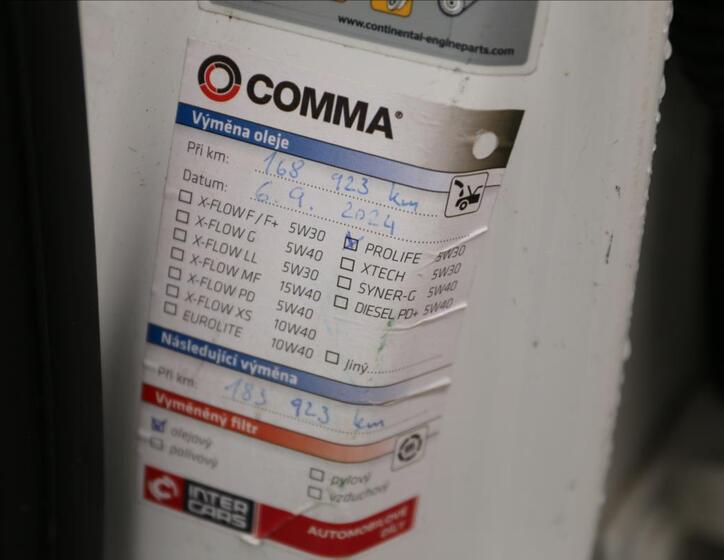 www.continental-engineparts.com
COMMA®
Výměna oleje
Při km: 168 923 km
Datum: 6. 9. 2024
X-FLOW F / F+ 5W30
X-FLOW G 5W40
X-FLOW LL 5W30
X-FLOW MF 15W40
X-FLOW PD 5W40
X-FLOW XS 10W40
EUROLITE 10W40
PROLIFE 5W30
XTECH 5W30
SYNER-G 5W40
DIESEL PD+ 5W40
Jiný
Následující výměna
Při km: 183 923 km
Vyměněný filtr
olejový
palivový
pylový
vzduchový
INTER
CARS
AUTOMOBILOVÉ
DÍLY